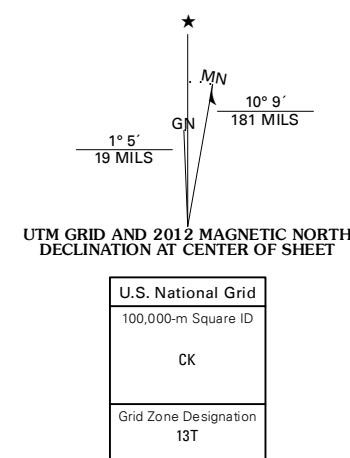 ★
MN
GN
1° 5´
19 MILS
10° 9´
181 MILS
UTM GRID AND 2012 MAGNETIC NORTH
DECLINATION AT CENTER OF SHEET
U.S. National Grid
100,000-m Square ID
CK
Grid Zone Designation
13T